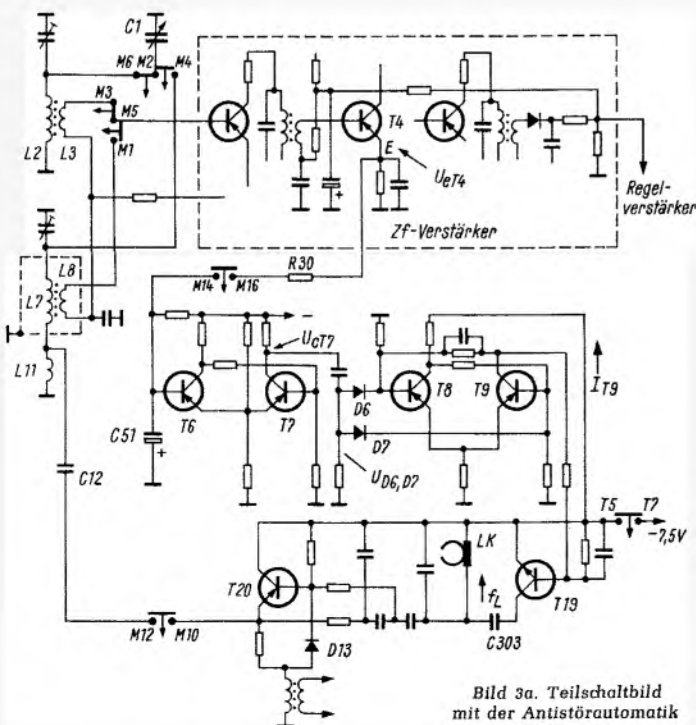 C1
M6 M2 M4
M3
M5
L2 L3
M1
T4
E
UeT4
Regel-
verstärker
Zf-Verstärker
L8
L7
M14 M16
R30
–
UcT7
L11
T6
T7
D6
T8
T9
IT9
C51
+
D7
C12
UD6, D7
T5 T7
–7,5V
LK
T20
fL
T19
M12 M10
D13
C303
Bild 3a. Teilschaltbild
mit der Antistörautomatik